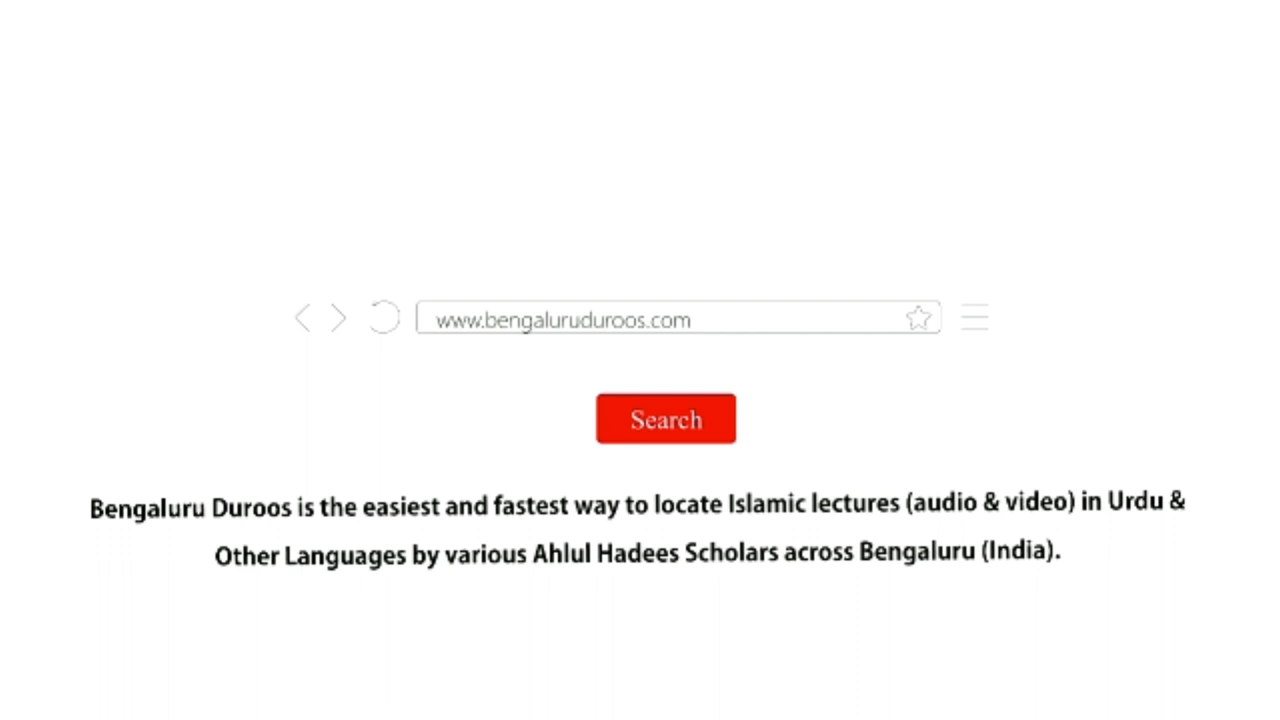 www.bengaluruduroos.com
Search
Bengaluru Duroos is the easiest and fastest way to locate Islamic lectures (audio & video) in Urdu &
Other Languages by various Ahlul Hadees Scholars across Bengaluru (India).